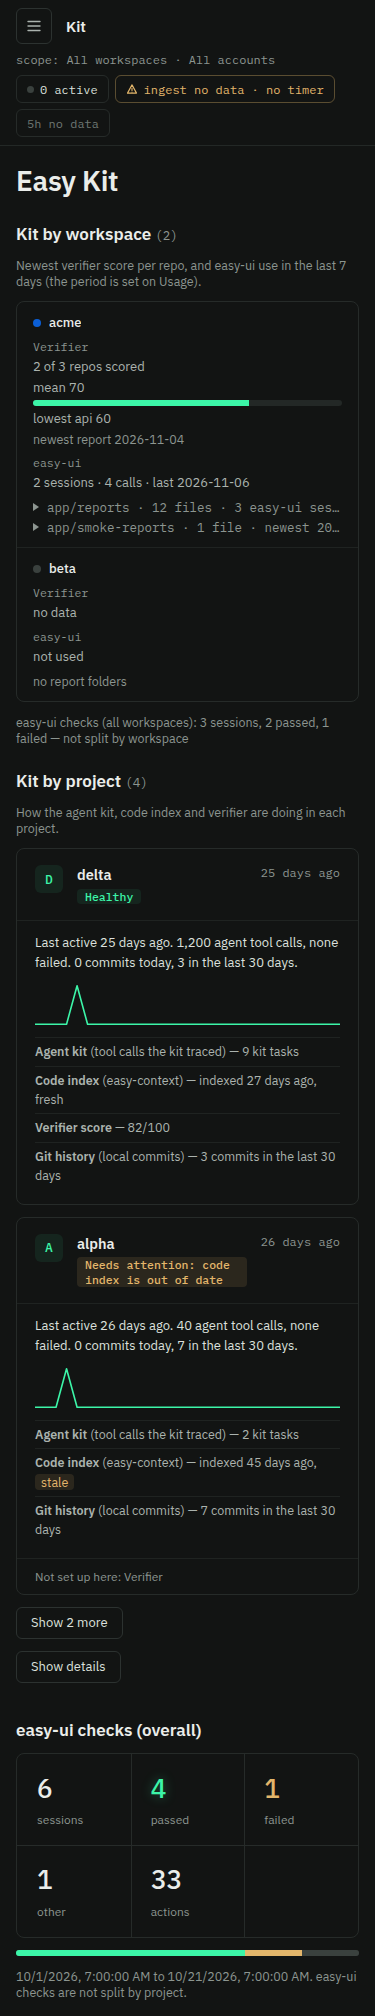 Kit
scope: All workspaces · All accounts
0 active
ingest no data · no timer
5h no data
Easy Kit
Kit by workspace (2)
Newest verifier score per repo, and easy-ui use in the last 7
days (the period is set on Usage).
acme
Verifier
2 of 3 repos scored
mean 70
lowest api 60
newest report 2026-11-04
easy-ui
2 sessions · 4 calls · last 2026-11-06
app/reports · 12 files · 3 easy-ui ses…
app/smoke-reports · 1 file · newest 20…
beta
Verifier
no data
easy-ui
not used
no report folders
easy-ui checks (all workspaces): 3 sessions, 2 passed, 1
failed — not split by workspace
Kit by project (4)
How the agent kit, code index and verifier are doing in each
project.
D
delta
25 days ago
Healthy
Last active 25 days ago. 1,200 agent tool calls, none
failed. 0 commits today, 3 in the last 30 days.
Agent kit (tool calls the kit traced) — 9 kit tasks
Code index (easy-context) — indexed 27 days ago,
fresh
Verifier score — 82/100
Git history (local commits) — 3 commits in the last 30
days
A
alpha
26 days ago
Needs attention: code
index is out of date
Last active 26 days ago. 40 agent tool calls, none
failed. 0 commits today, 7 in the last 30 days.
Agent kit (tool calls the kit traced) — 2 kit tasks
Code index (easy-context) — indexed 45 days ago,
stale
Git history (local commits) — 7 commits in the last 30
days
Not set up here: Verifier
Show 2 more
Show details
easy-ui checks (overall)
6
4
1
sessions
passed
failed
1
33
other
actions
10/1/2026, 7:00:00 AM to 10/21/2026, 7:00:00 AM. easy-ui
checks are not split by project.